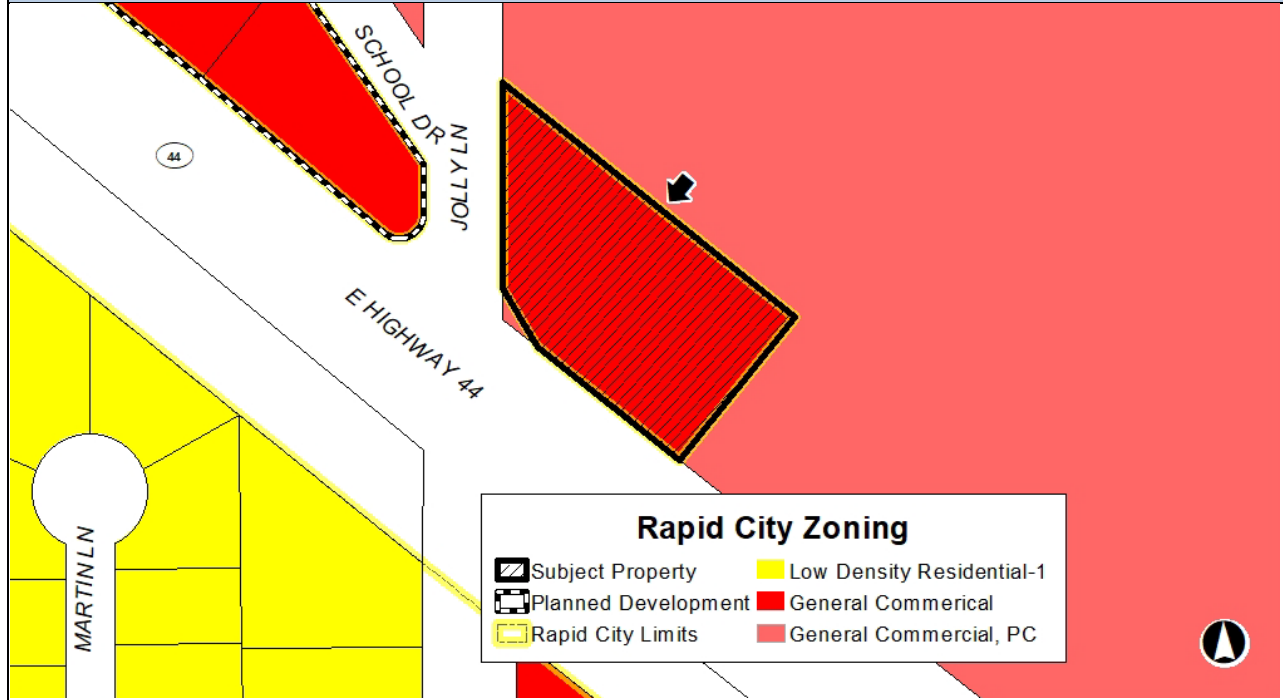 SCHOOL DR
JOLLY LN
44
E HIGHWAY 44
MARTIN LN
Rapid City Zoning
Subject Property
Low Density Residential-1
Planned Development
General Commerical
Rapid City Limits
General Commercial, PC